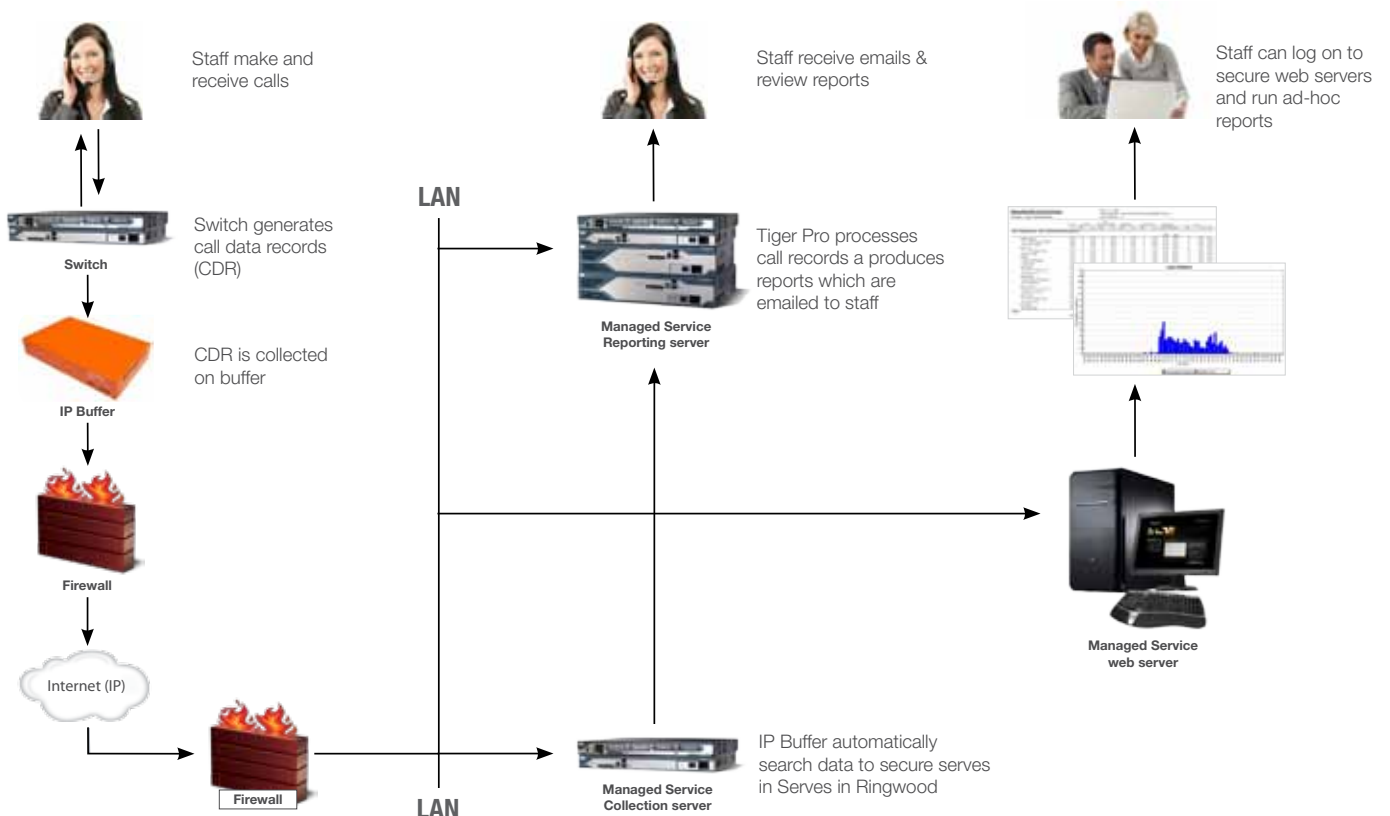 Staff make and
receive calls
Staff receive emails &
review reports
Staff can log on to
secure web servers
and run ad-hoc
reports
LAN
Switch generates
call data records
(CDR)
Switch
Tiger Pro processes
call records a produces
reports which are
emailed to staff
Managed Service
Reporting server
CDR is collected
on buffer
IP Buffer
Firewall
Managed Service
web server
Internet (IP)
IP Buffer automatically
search data to secure serves
in Serves in Ringwood
Firewall
Managed Service
Collection server
LAN